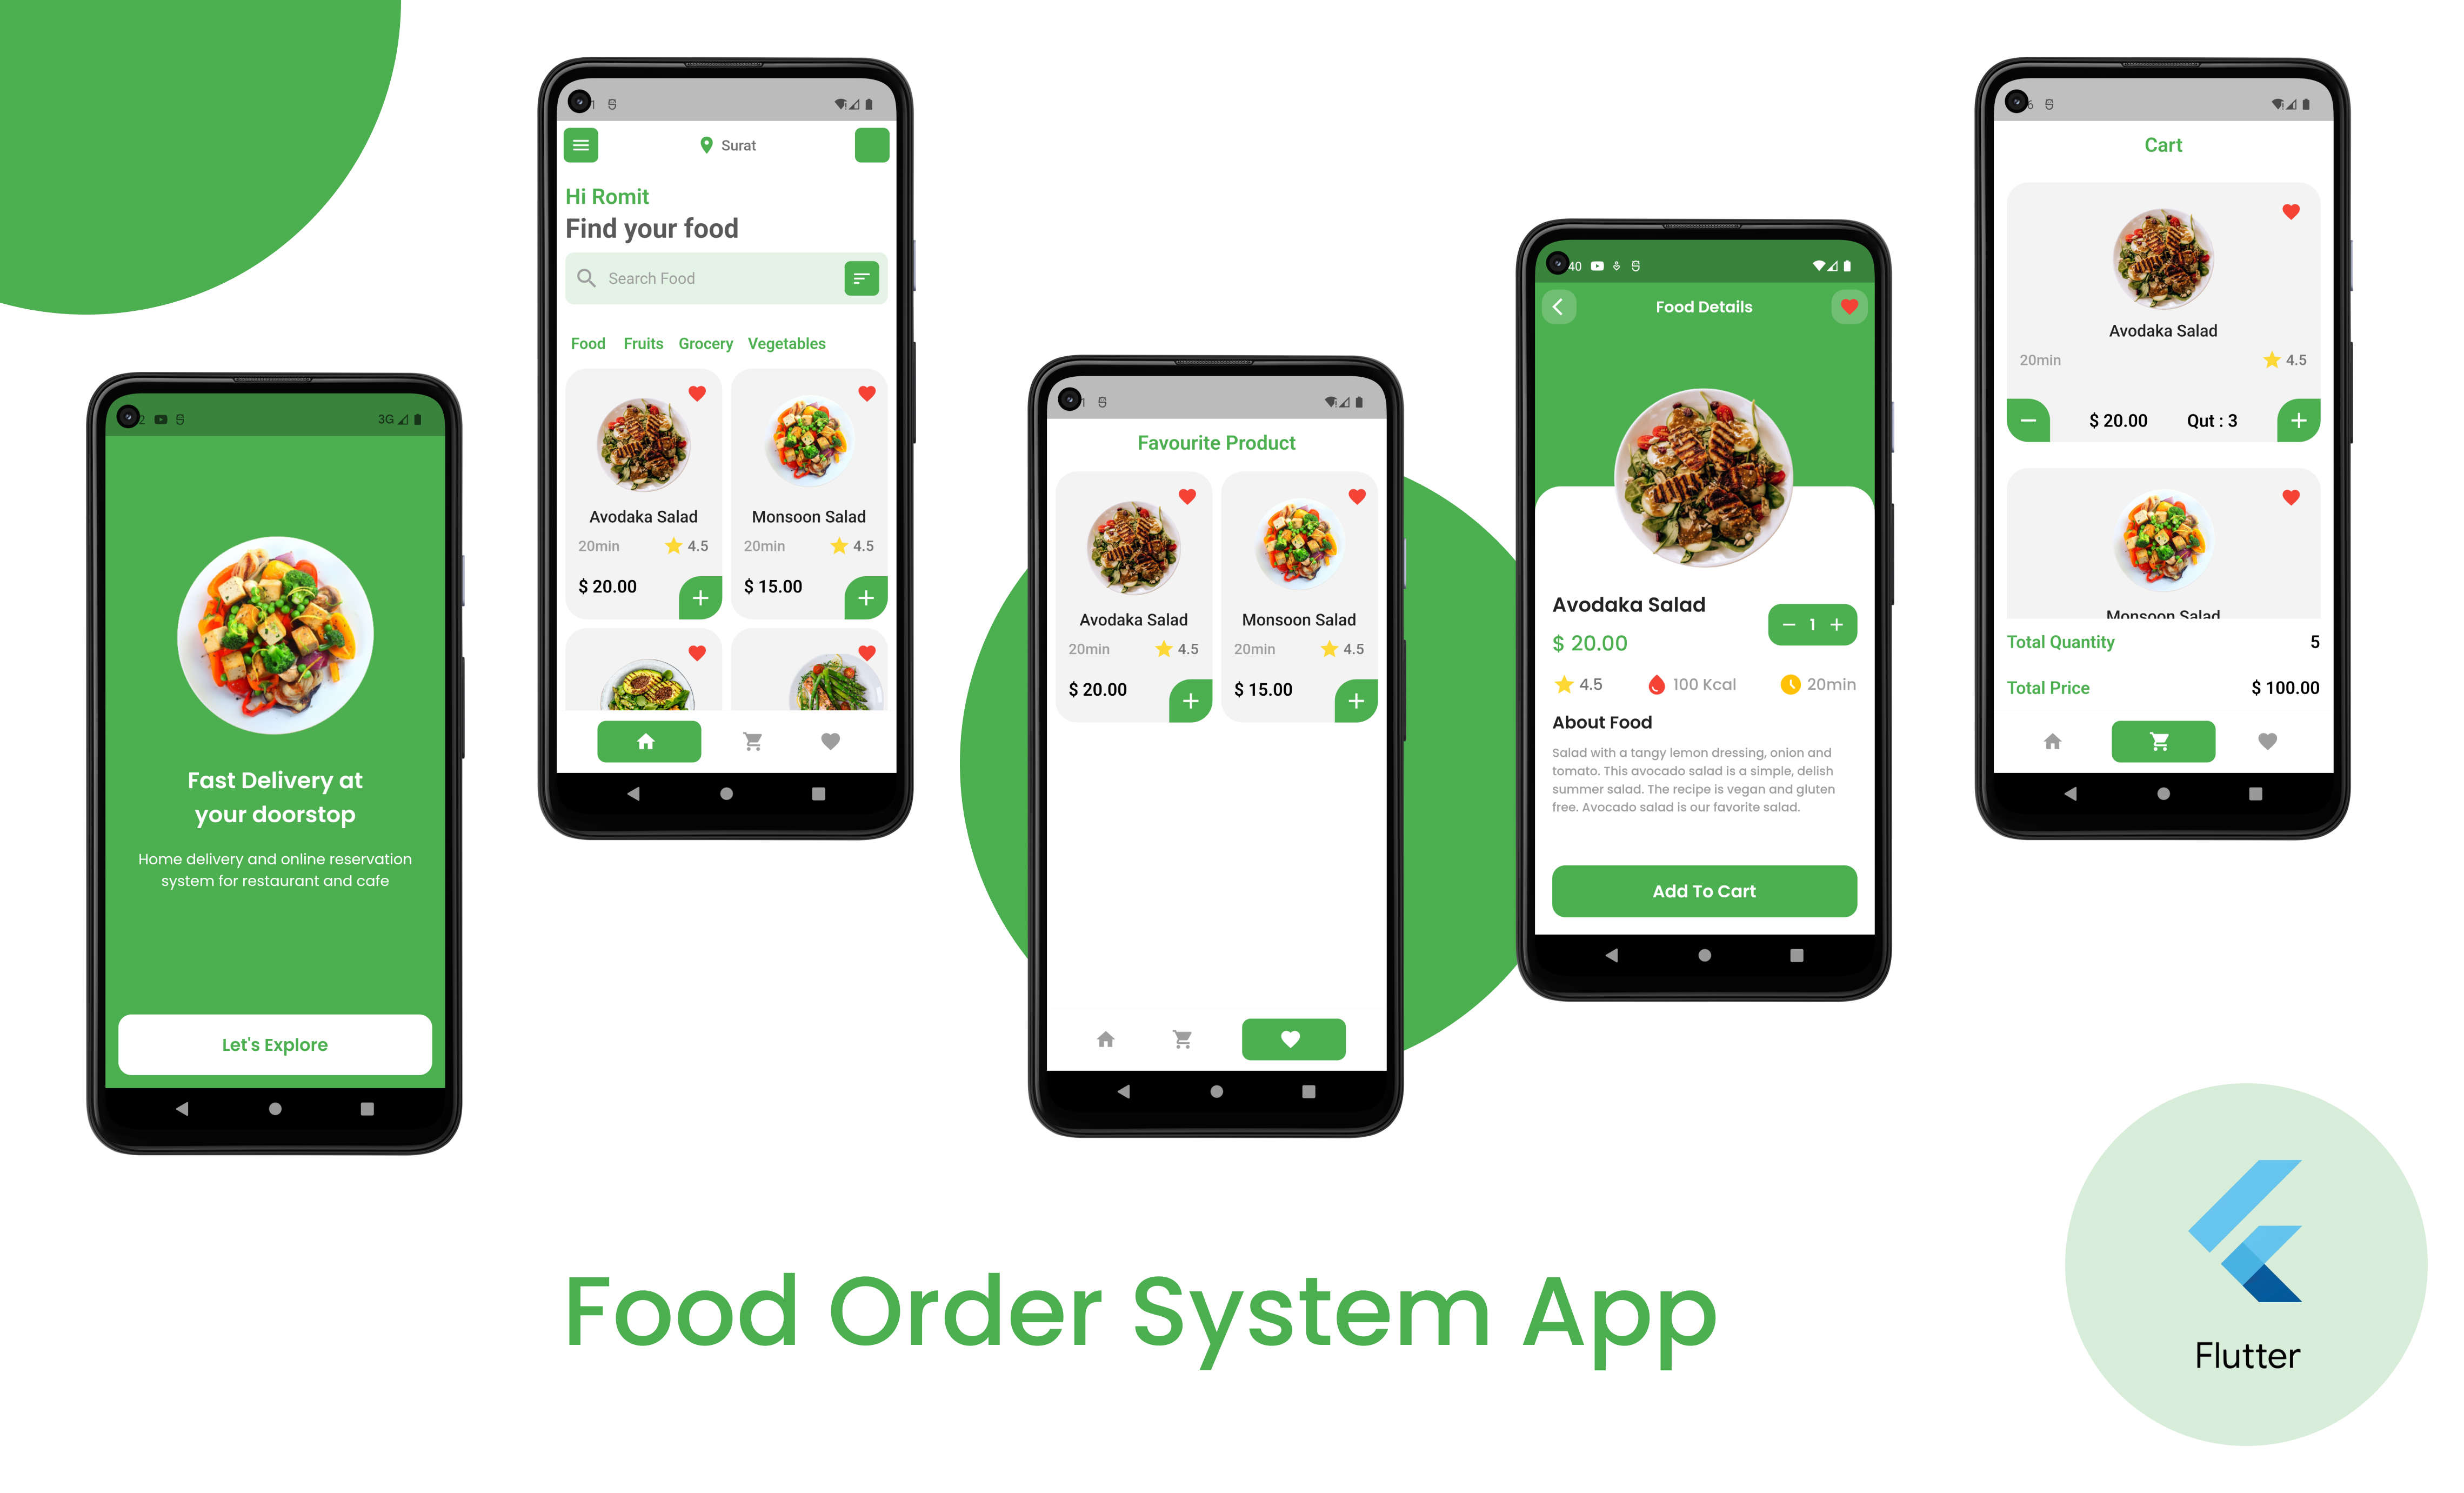 3G
Fast Delivery at
your doorstop
Home delivery and online reservation
system for restaurant and cafe
Let's Explore
Surat
Hi Romit
Find your food
Search Food
Food Fruits Grocery Vegetables
Avodaka Salad Monsoon Salad
20min 4.5 20min 4.5
$ 20.00 $ 15.00
Favourite Product
Avodaka Salad Monsoon Salad
20min 4.5 20min 4.5
$ 20.00 $ 15.00
40
Food Details
Avodaka Salad
$ 20.00
1
4.5 100 Kcal 20min
About Food
Salad with a tangy lemon dressing, onion and
tomato. This avocado salad is a simple, delish
summer salad. The recipe is vegan and gluten
free. Avocado salad is our favorite salad.
Add To Cart
Cart
Avodaka Salad
20min 4.5
$ 20.00 Qut : 3
Monsoon Salad
Total Quantity 5
Total Price $ 100.00
Food Order System App
Flutter